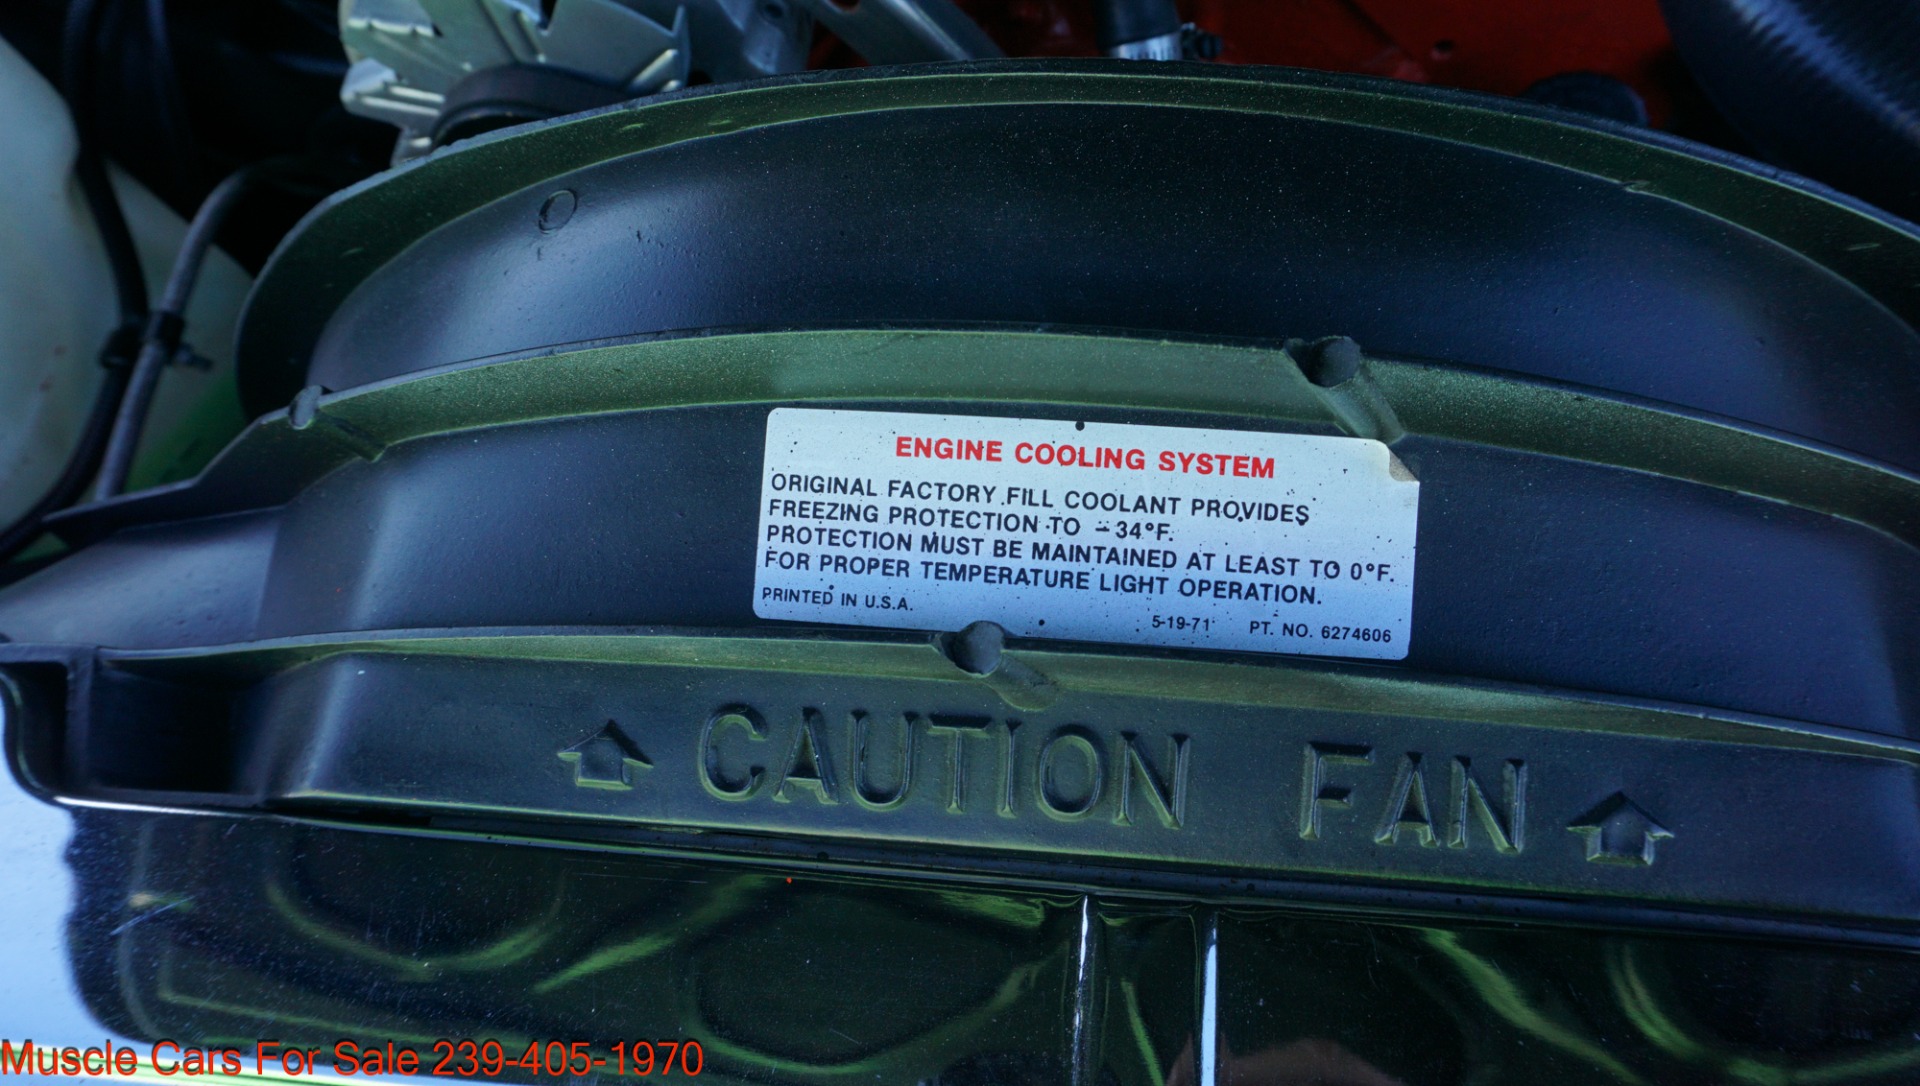 ENGINE COOLING SYSTEM
ORIGINAL FACTORY FILL COOLANT PROVIDES
FREEZING PROTECTION TO -34°F.
PROTECTION MUST BE MAINTAINED AT LEAST TO 0°F.
FOR PROPER TEMPERATURE LIGHT OPERATION.
PRINTED IN U.S.A. 5-19-71 PT. NO. 6274606
CAUTION FAN
Muscle Cars For Sale 239-405-1970